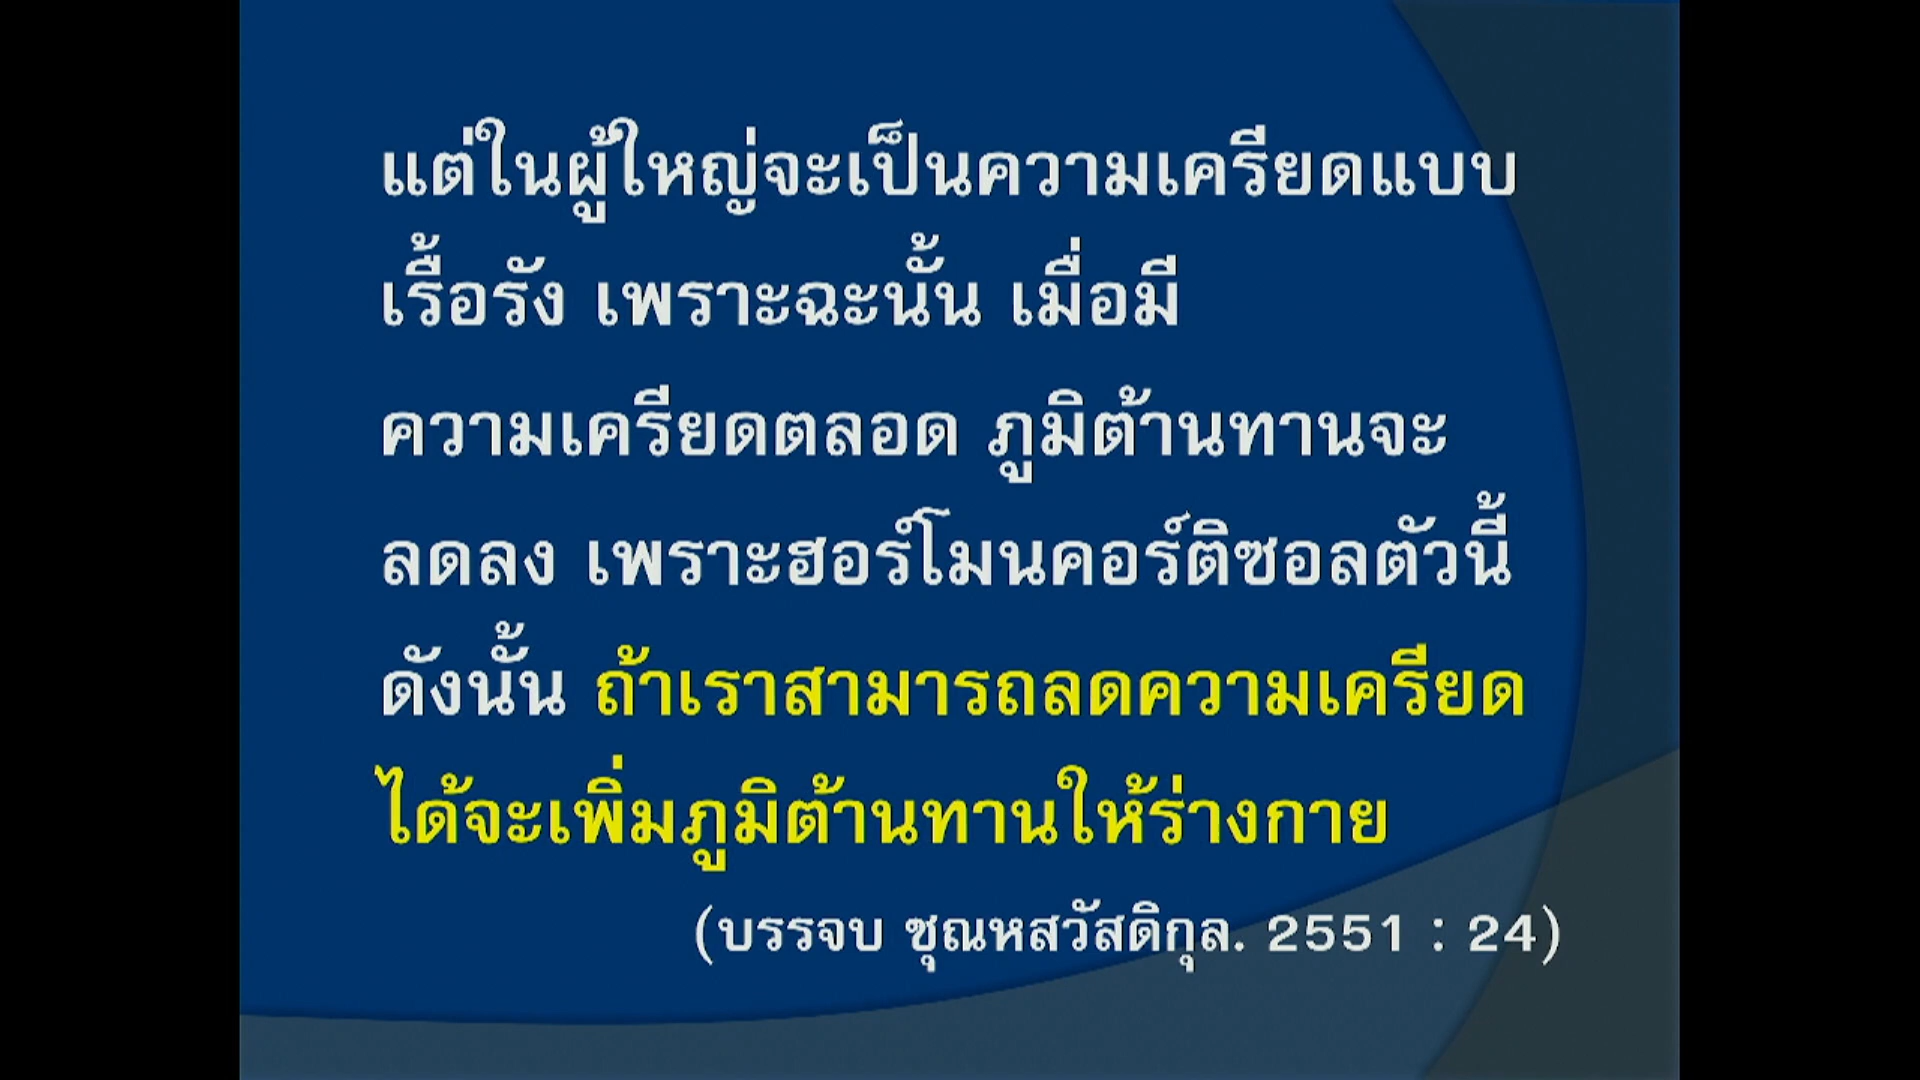 แต่ในผู้ใหญ่จะเป็นความเครียดแบบ
เรื้อรัง เพราะฉะนั้น เมื่อมี
ความเครียดตลอด ภูมิต้านทานจะ
ลดลง เพราะฮอร์โมนคอร์ติซอลตัวนี้
ดังนั้น ถ้าเราสามารถลดความเครียด
ได้จะเพิ่มภูมิต้านทานให้ร่างกาย
(บรรจบ ชุณหสวัสดิกุล. 2551 : 24)